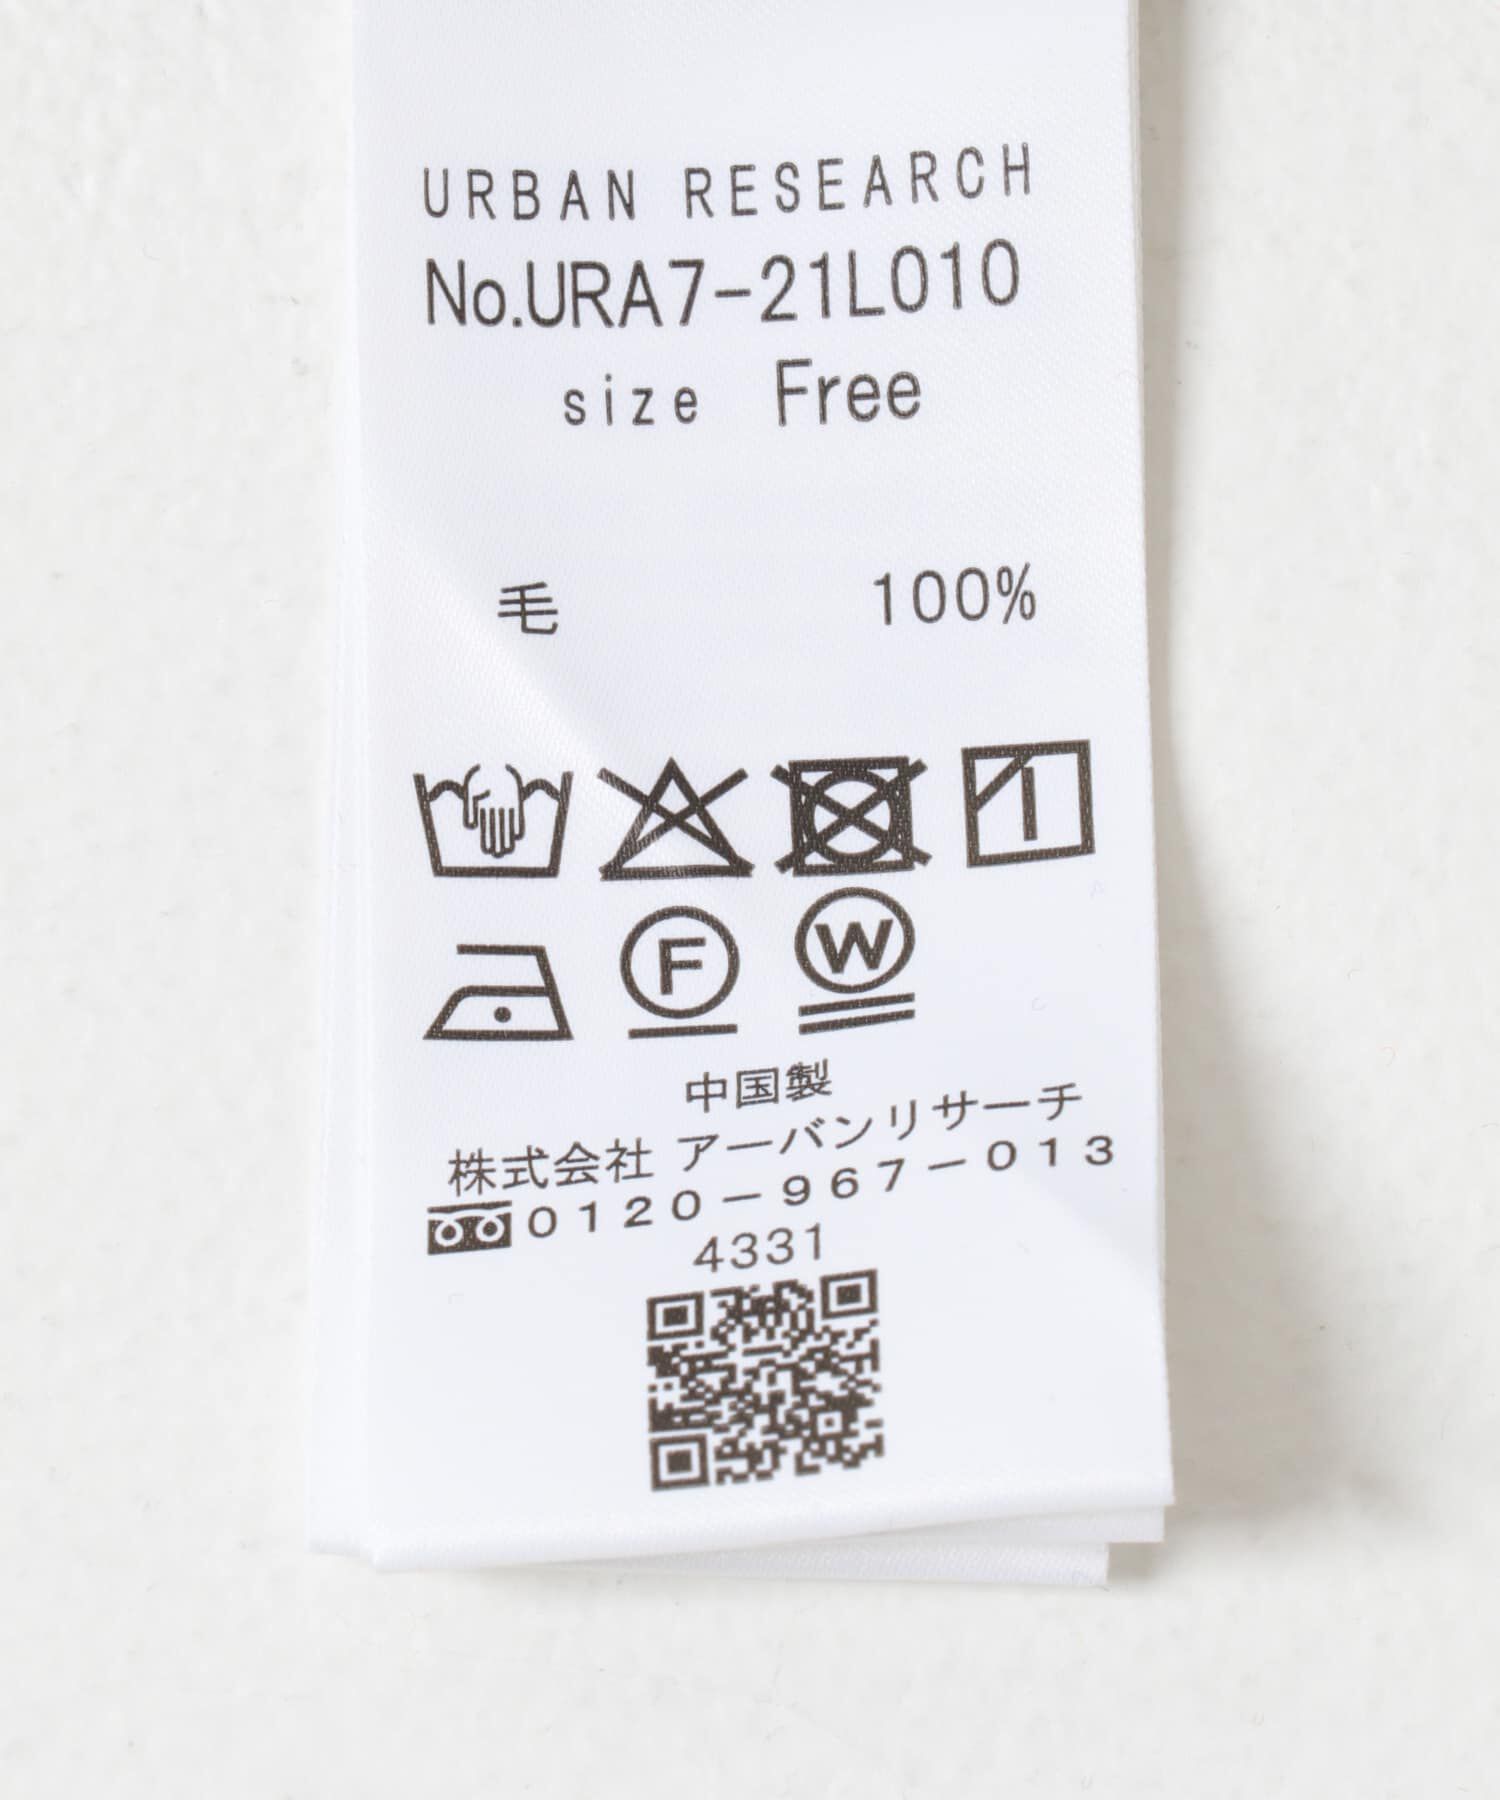 URBAN RESEARCH
No.URA7-21L010
size Free
毛 100%
F W
中国製
株式会社 アーバンリサーチ
0120-967-013
4331